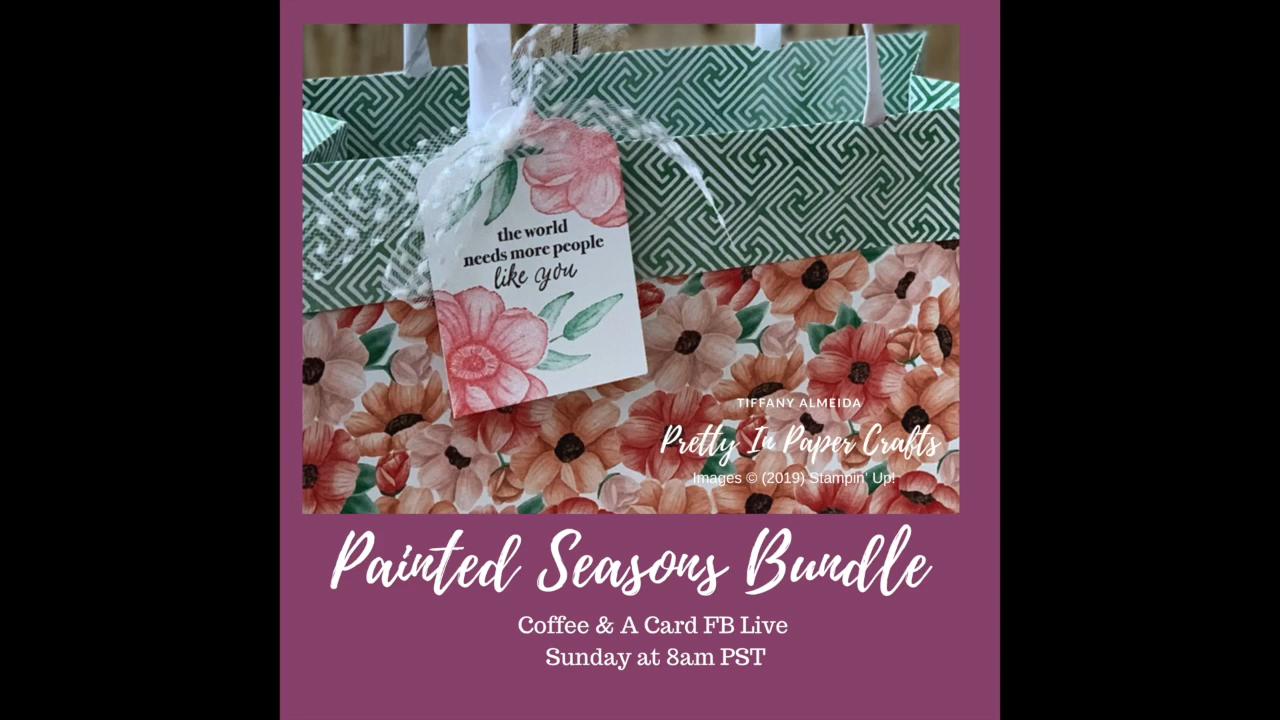 the world
needs more people
like you
TIFFANY ALMEIDA
Pretty In Paper Crafts
Images © (2019) Stampin' Up!
Painted Seasons Bundle
Coffee & A Card FB Live
Sunday at 8am PST